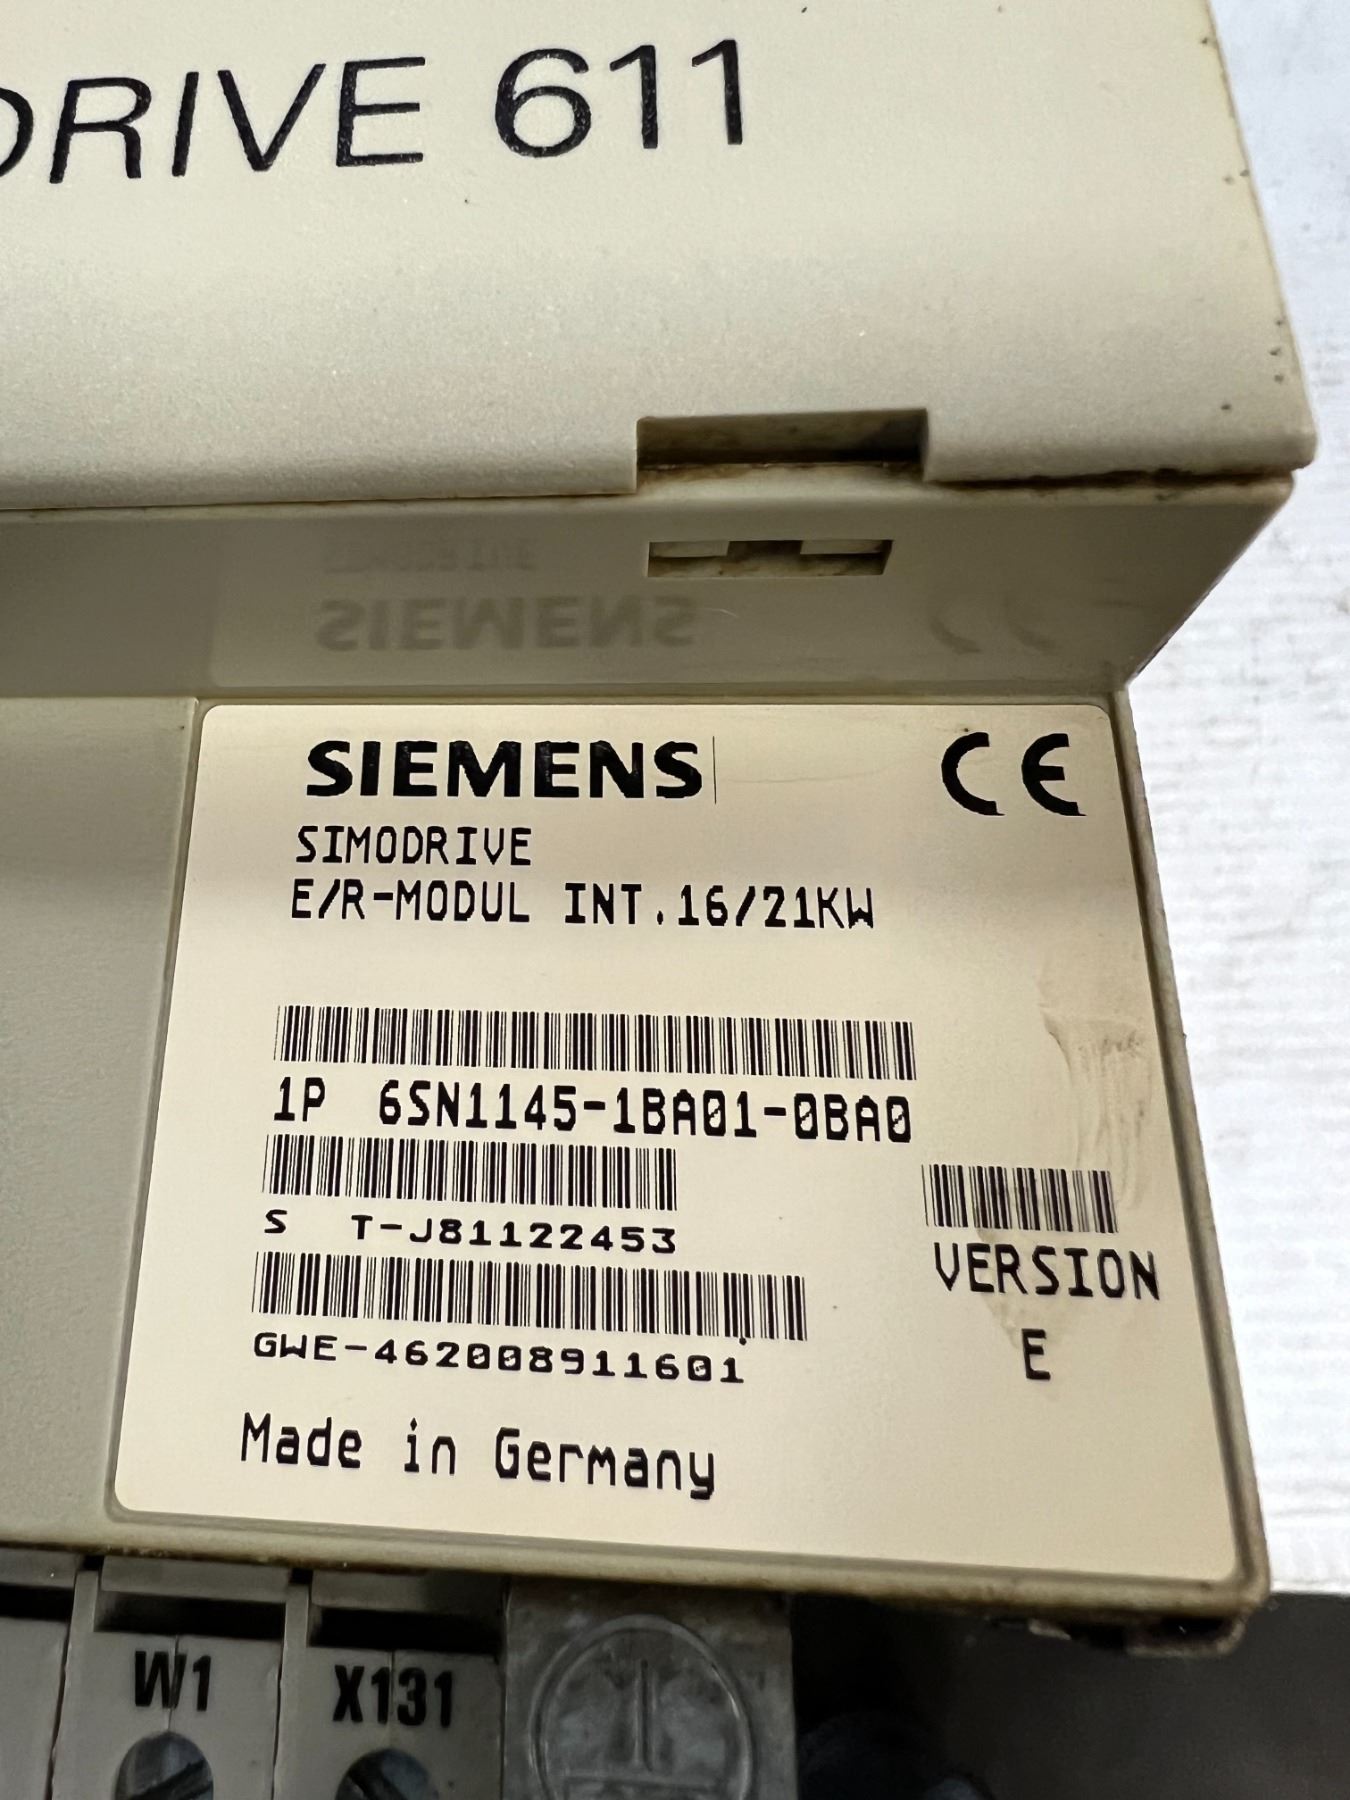 DRIVE 611
SIEMENS
CE
SIMODRIVE
E/R-MODUL INT.16/21KW
1P 6SN1145-1BA01-0BA0
S T-J81122453
VERSION
E
GWE-462008911601
Made in Germany
W1
X131